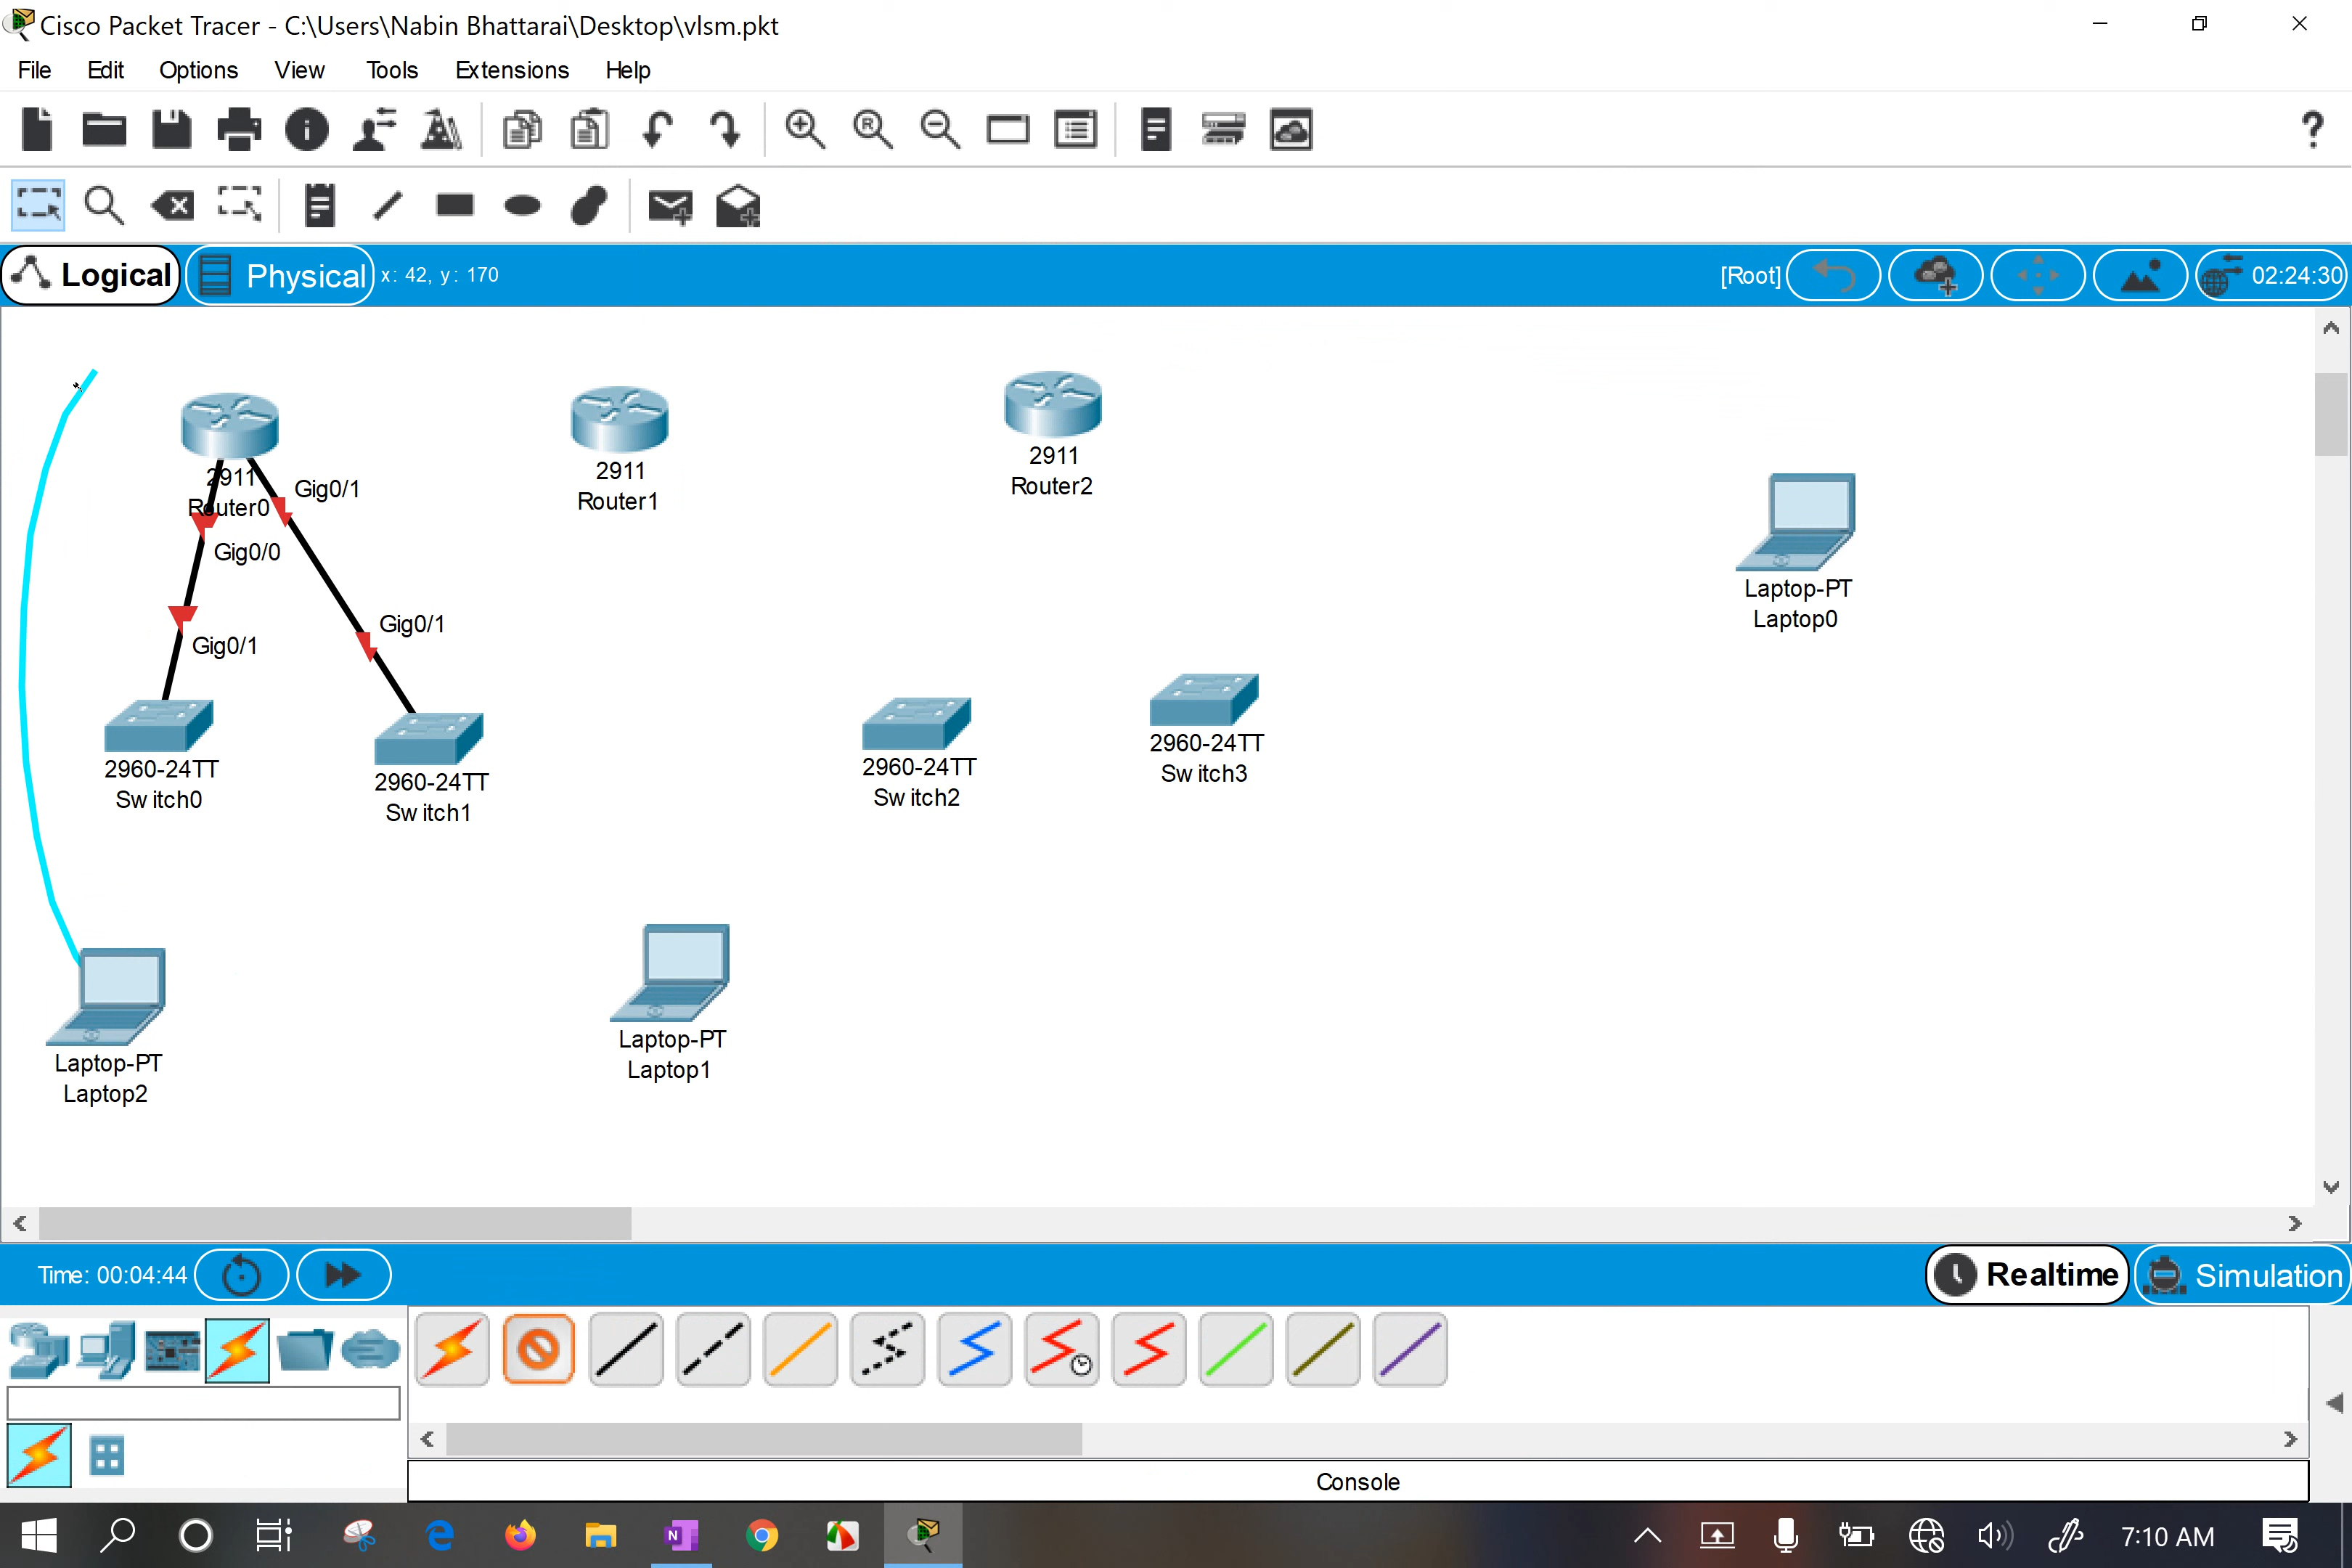 Cisco Packet Tracer - C:\Users\Nabin Bhattarai\Desktop\vlsm.pkt
File Edit Options View Tools Extensions Help
Logical Physical x: 42, y: 170 [Root] 02:24:30
2911
Router0
Gig0/1
Gig0/0
Gig0/1
Gig0/1
2911
Router1
2911
Router2
Laptop-PT
Laptop0
2960-24TT
Switch0
2960-24TT
Switch1
2960-24TT
Switch2
2960-24TT
Switch3
Laptop-PT
Laptop2
Laptop-PT
Laptop1
Time: 00:04:44 Realtime Simulation
Console
7:10 AM